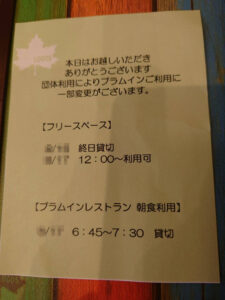 本日はお越しいただき
ありがとうございます
団体利用によりプラムインご利用に
一部変更がございます。
【フリースペース】
終日貸切
12:00～利用可
【プラムインレストラン 朝食利用】
6:45～7:30 貸切